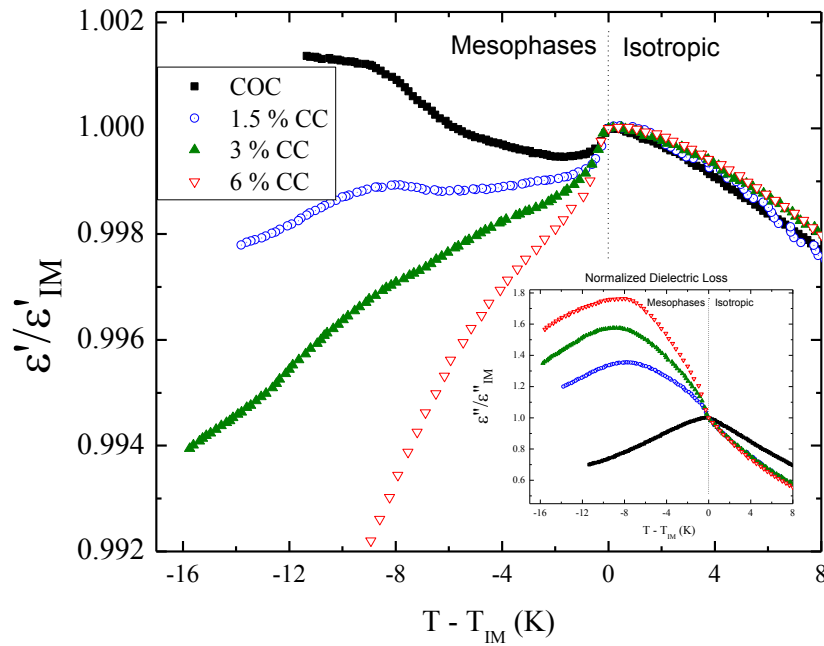 1.002
1.000
0.998
0.996
0.994
0.992
ε'/ε'IM
Mesophases
Isotropic
COC
1.5 % CC
3 % CC
6 % CC
-16
-12
-8
-4
0
4
8
T - TIM (K)
Normalized Dielectric Loss
Mesophases
Isotropic
1.8
1.6
1.4
1.2
1.0
0.8
0.6
ε''/ε''IM
-16
-12
-8
-4
0
4
8
T - TIM (K)